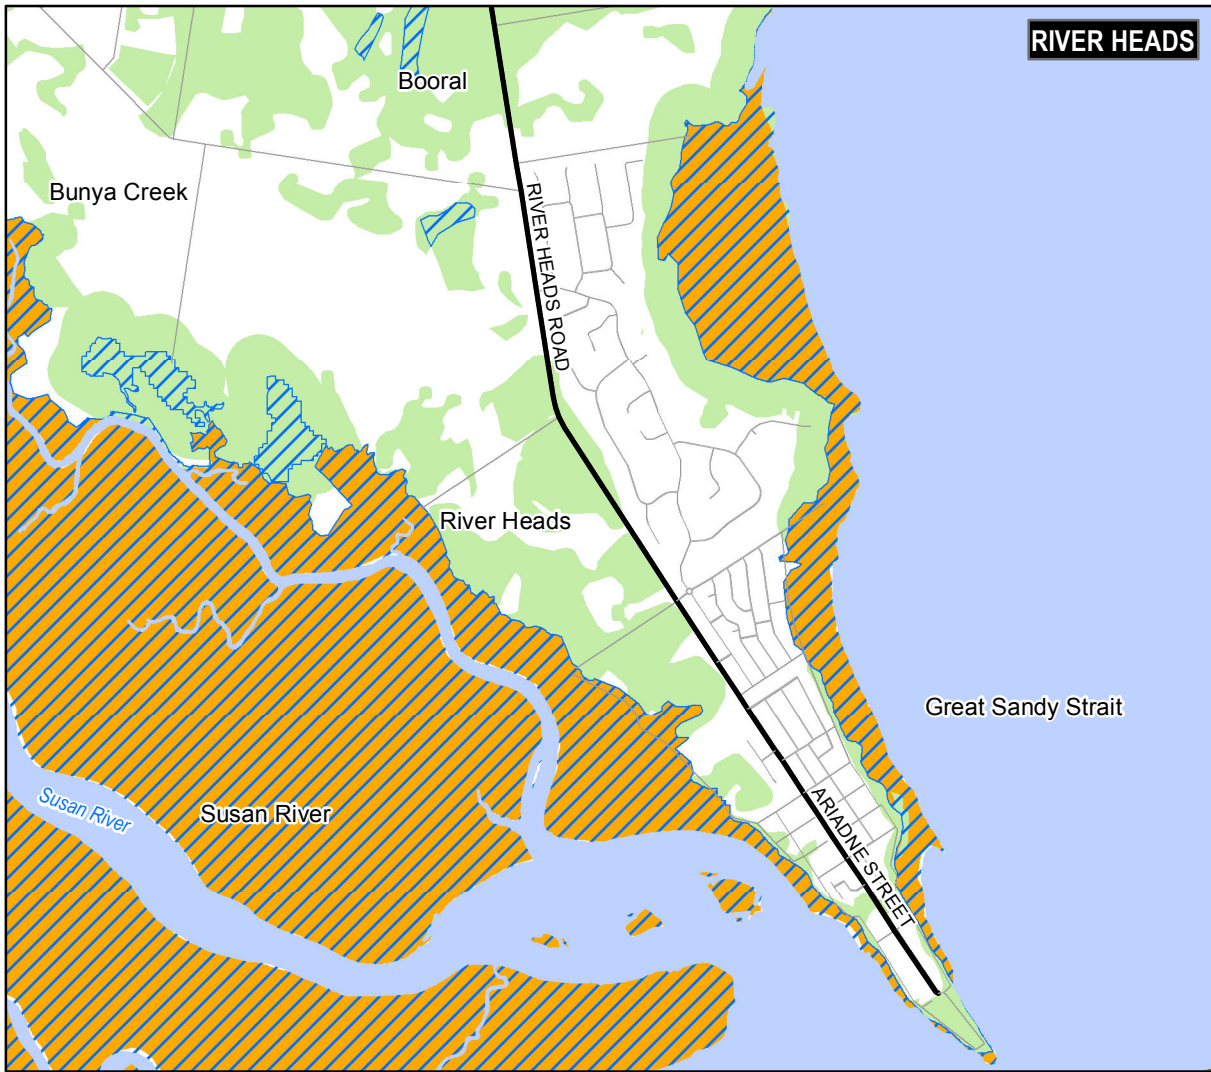 RIVER HEADS
Booral
Bunya Creek
RIVER HEADS ROAD
River Heads
Great Sandy Strait
Susan River
Susan River
ARIADNE STREET